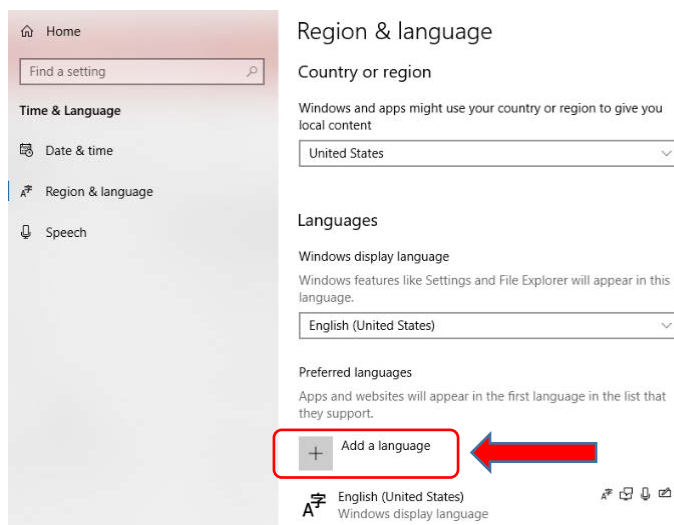 Home
Find a setting
Time & Language
Date & time
Region & language
Speech
Region & language
Country or region
Windows and apps might use your country or region to give you
local content
United States
Languages
Windows display language
Windows features like Settings and File Explorer will appear in this
language.
English (United States)
Preferred languages
Apps and websites will appear in the first language in the list that
they support.
Add a language
English (United States)
Windows display language